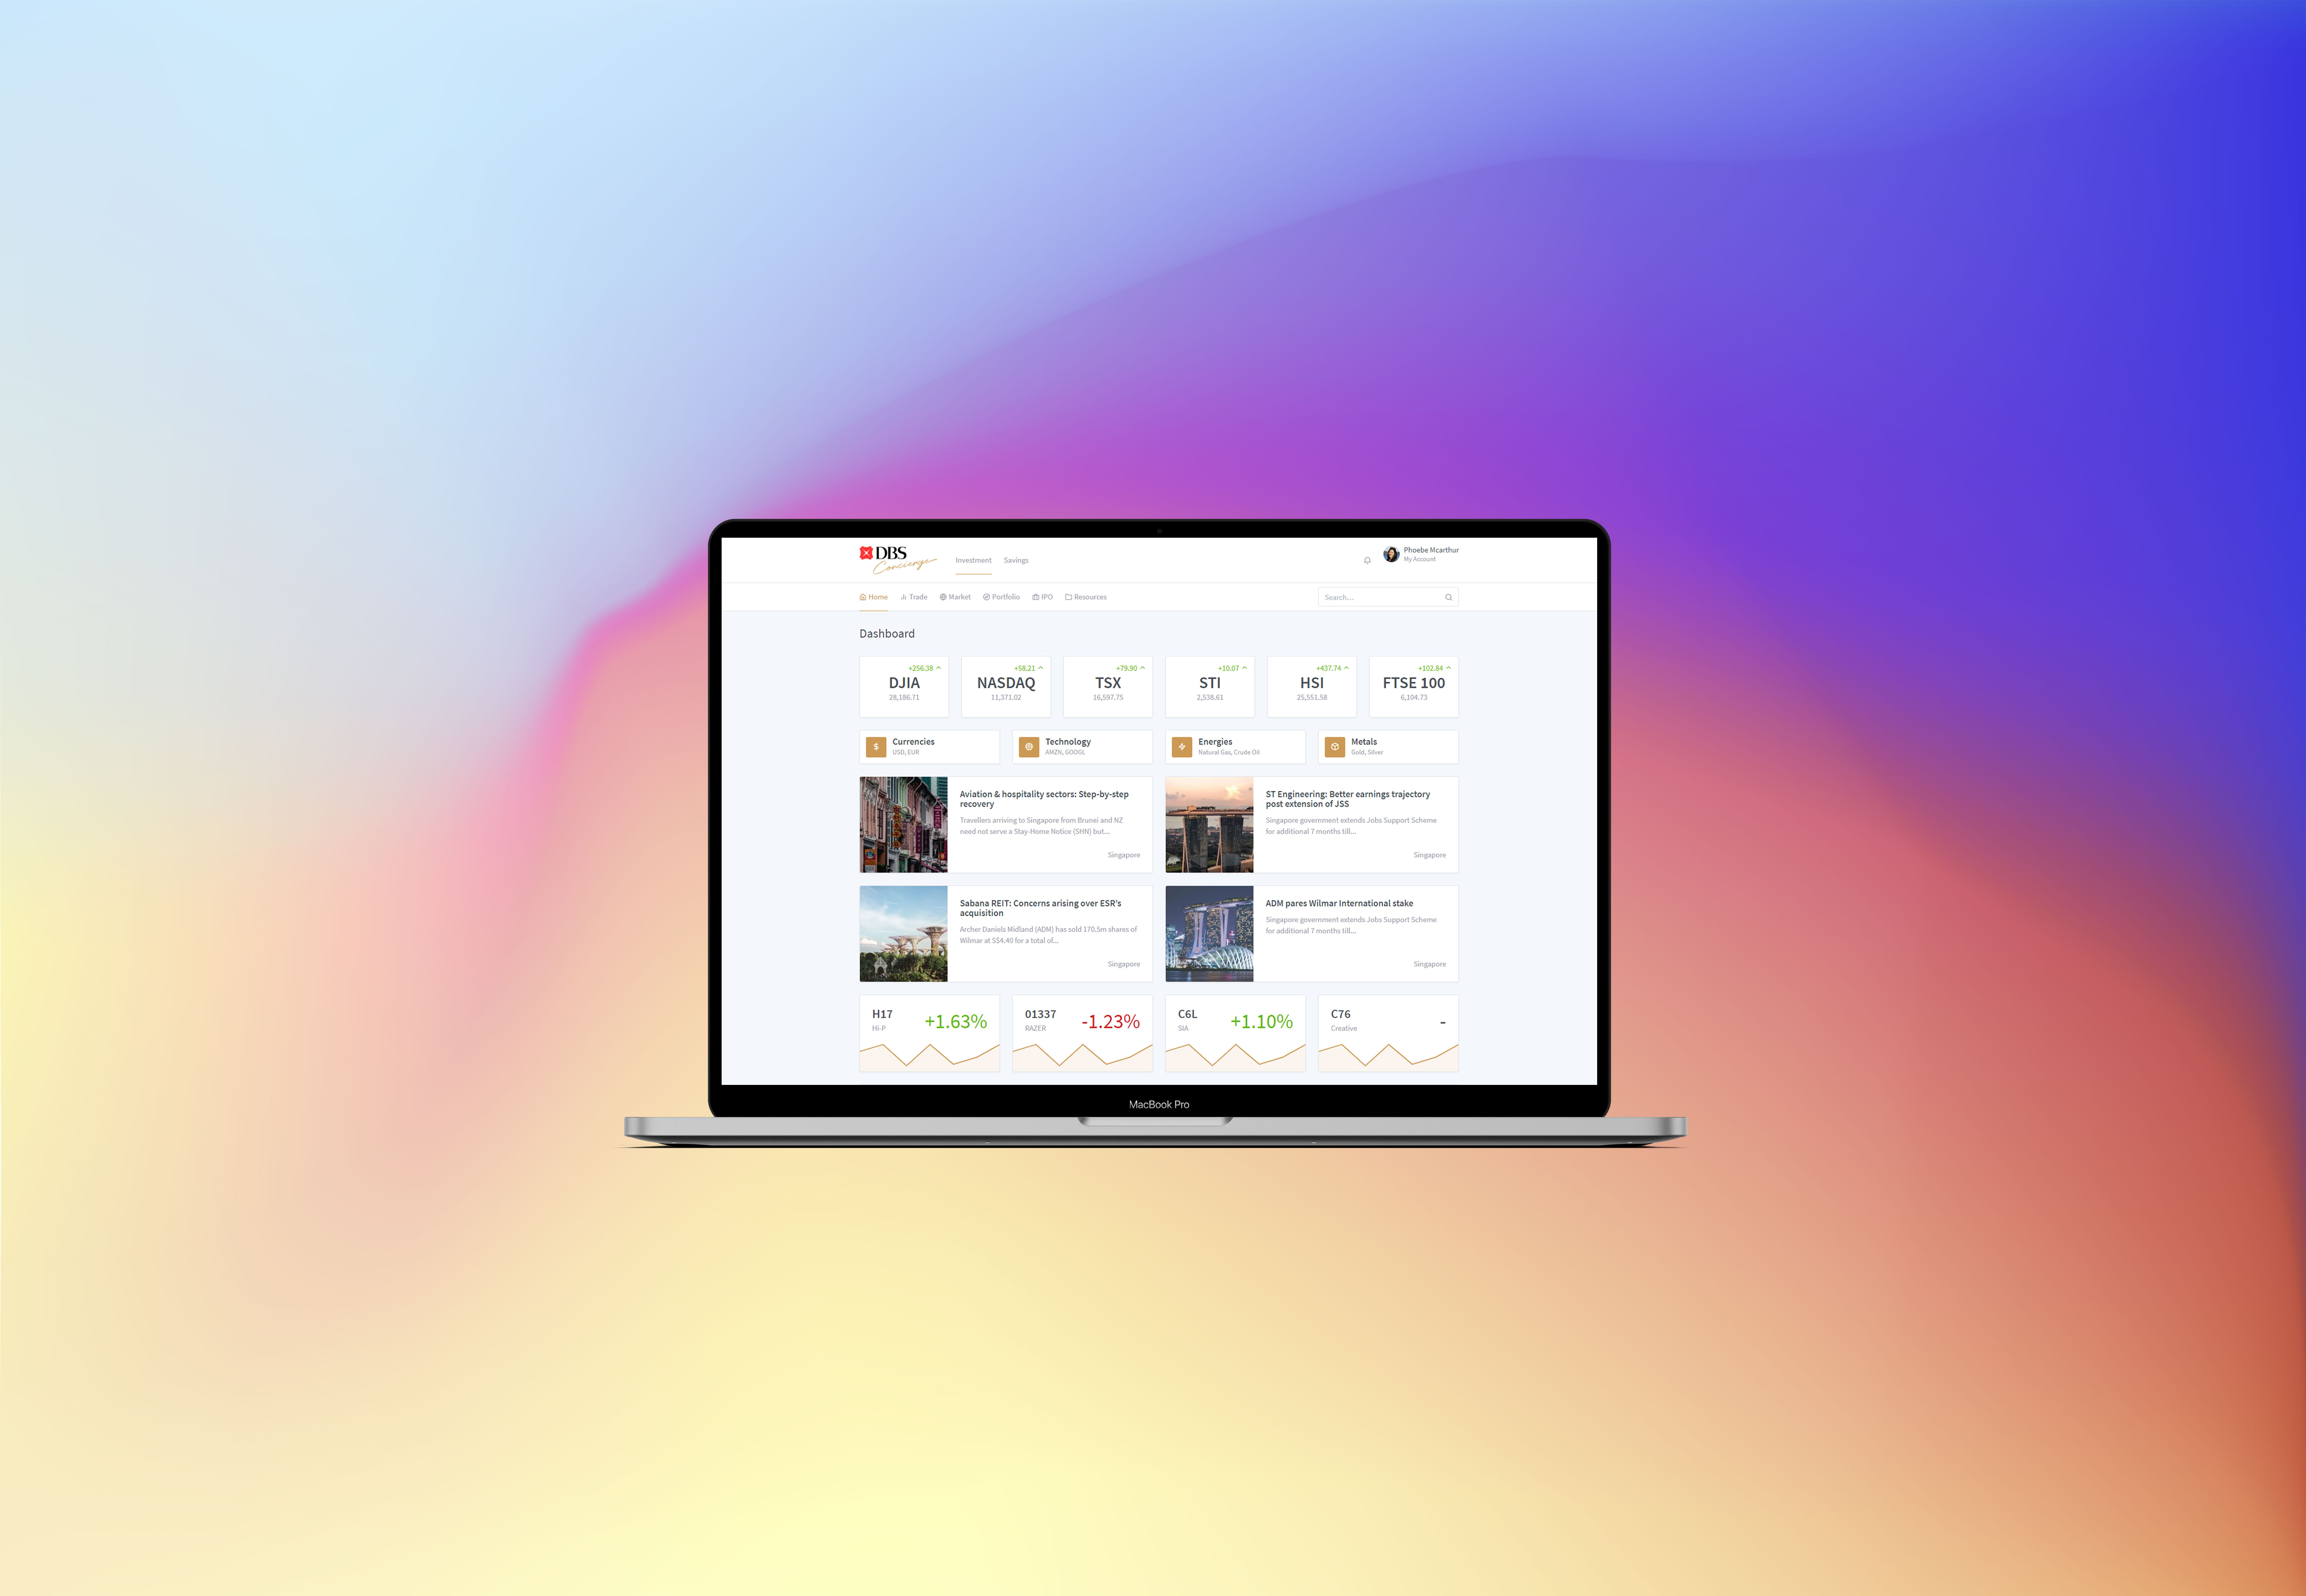 DBS
Concierge
Investment Savings
Phoebe Mcarthur
My Account
Home Trade Market Portfolio IPO Resources
Search...
Dashboard
+256.38 +58.21 +79.90 +10.07 +437.74 +102.84
DJIA NASDAQ TSX STI HSI FTSE 100
28,186.71 11,371.02 16,597.75 2,538.61 25,551.58 6,104.73
$
Currencies Technology Energies Metals
USD, EUR AMZN, GOOGL Natural Gas, Crude Oil Gold, Silver
Aviation & hospitality sectors: Step-by-step
recovery
Travellers arriving to Singapore from Brunei and NZ
need not serve a Stay-Home Notice (SHN) but...
Singapore
ST Engineering: Better earnings trajectory
post extension of JSS
Singapore government extends Jobs Support Scheme
for additional 7 months till...
Singapore
Sabana REIT: Concerns arising over ESR's
acquisition
Archer Daniels Midland (ADM) has sold 170.5m shares of
Wilmar at S$4.40 for a total of...
Singapore
ADM pares Wilmar International stake
Singapore government extends Jobs Support Scheme
for additional 7 months till...
Singapore
H17
Hi-P
+1.63%
01337
RAZER
-1.23%
C6L
SIA
+1.10%
C76
Creative
-
MacBook Pro